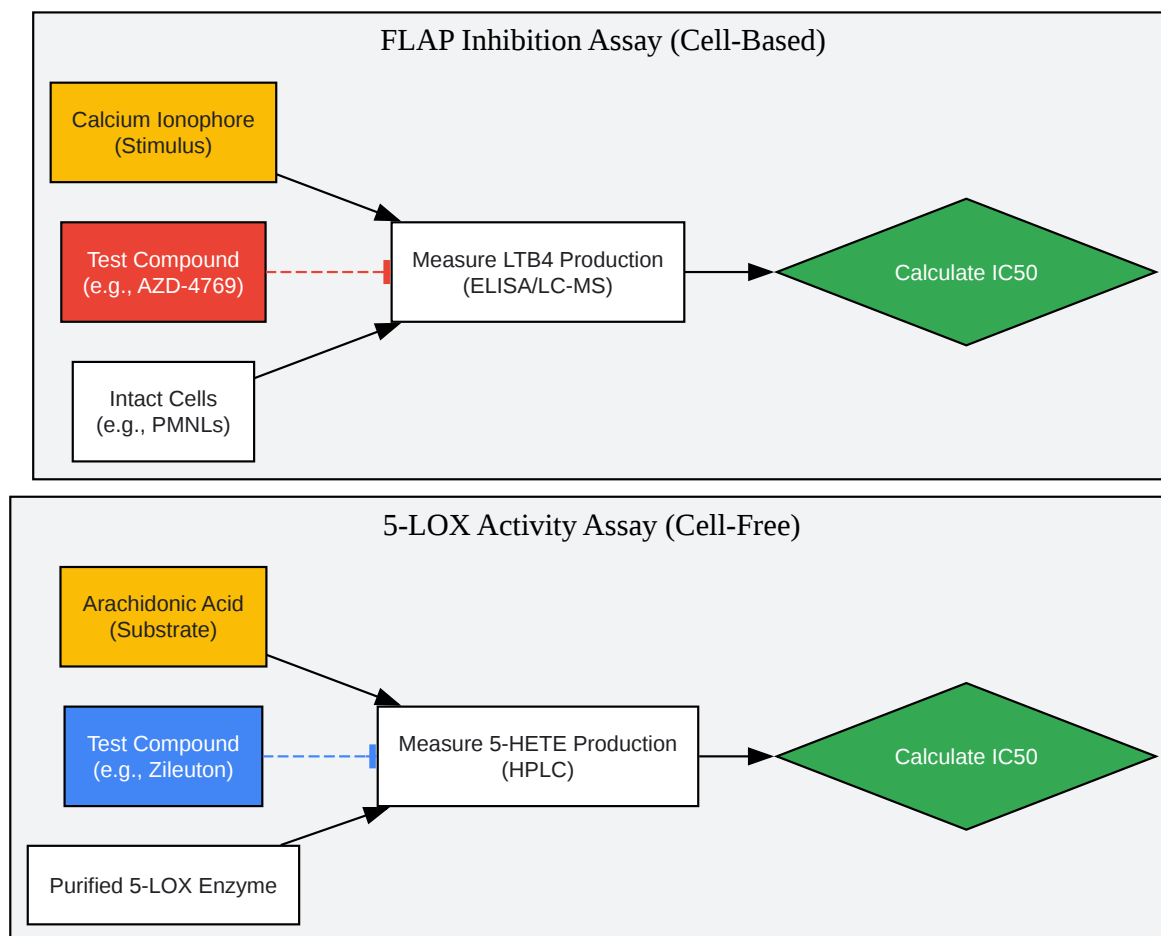 FLAP Inhibition Assay (Cell-Based)
Calcium Ionophore
(Stimulus)
Test Compound
(e.g., AZD-4769)
Intact Cells
(e.g., PMNLs)
Measure LTB4 Production
(ELISA/LC-MS)
Calculate IC50
5-LOX Activity Assay (Cell-Free)
Arachidonic Acid
(Substrate)
Test Compound
(e.g., Zileuton)
Purified 5-LOX Enzyme
Measure 5-HETE Production
(HPLC)
Calculate IC50